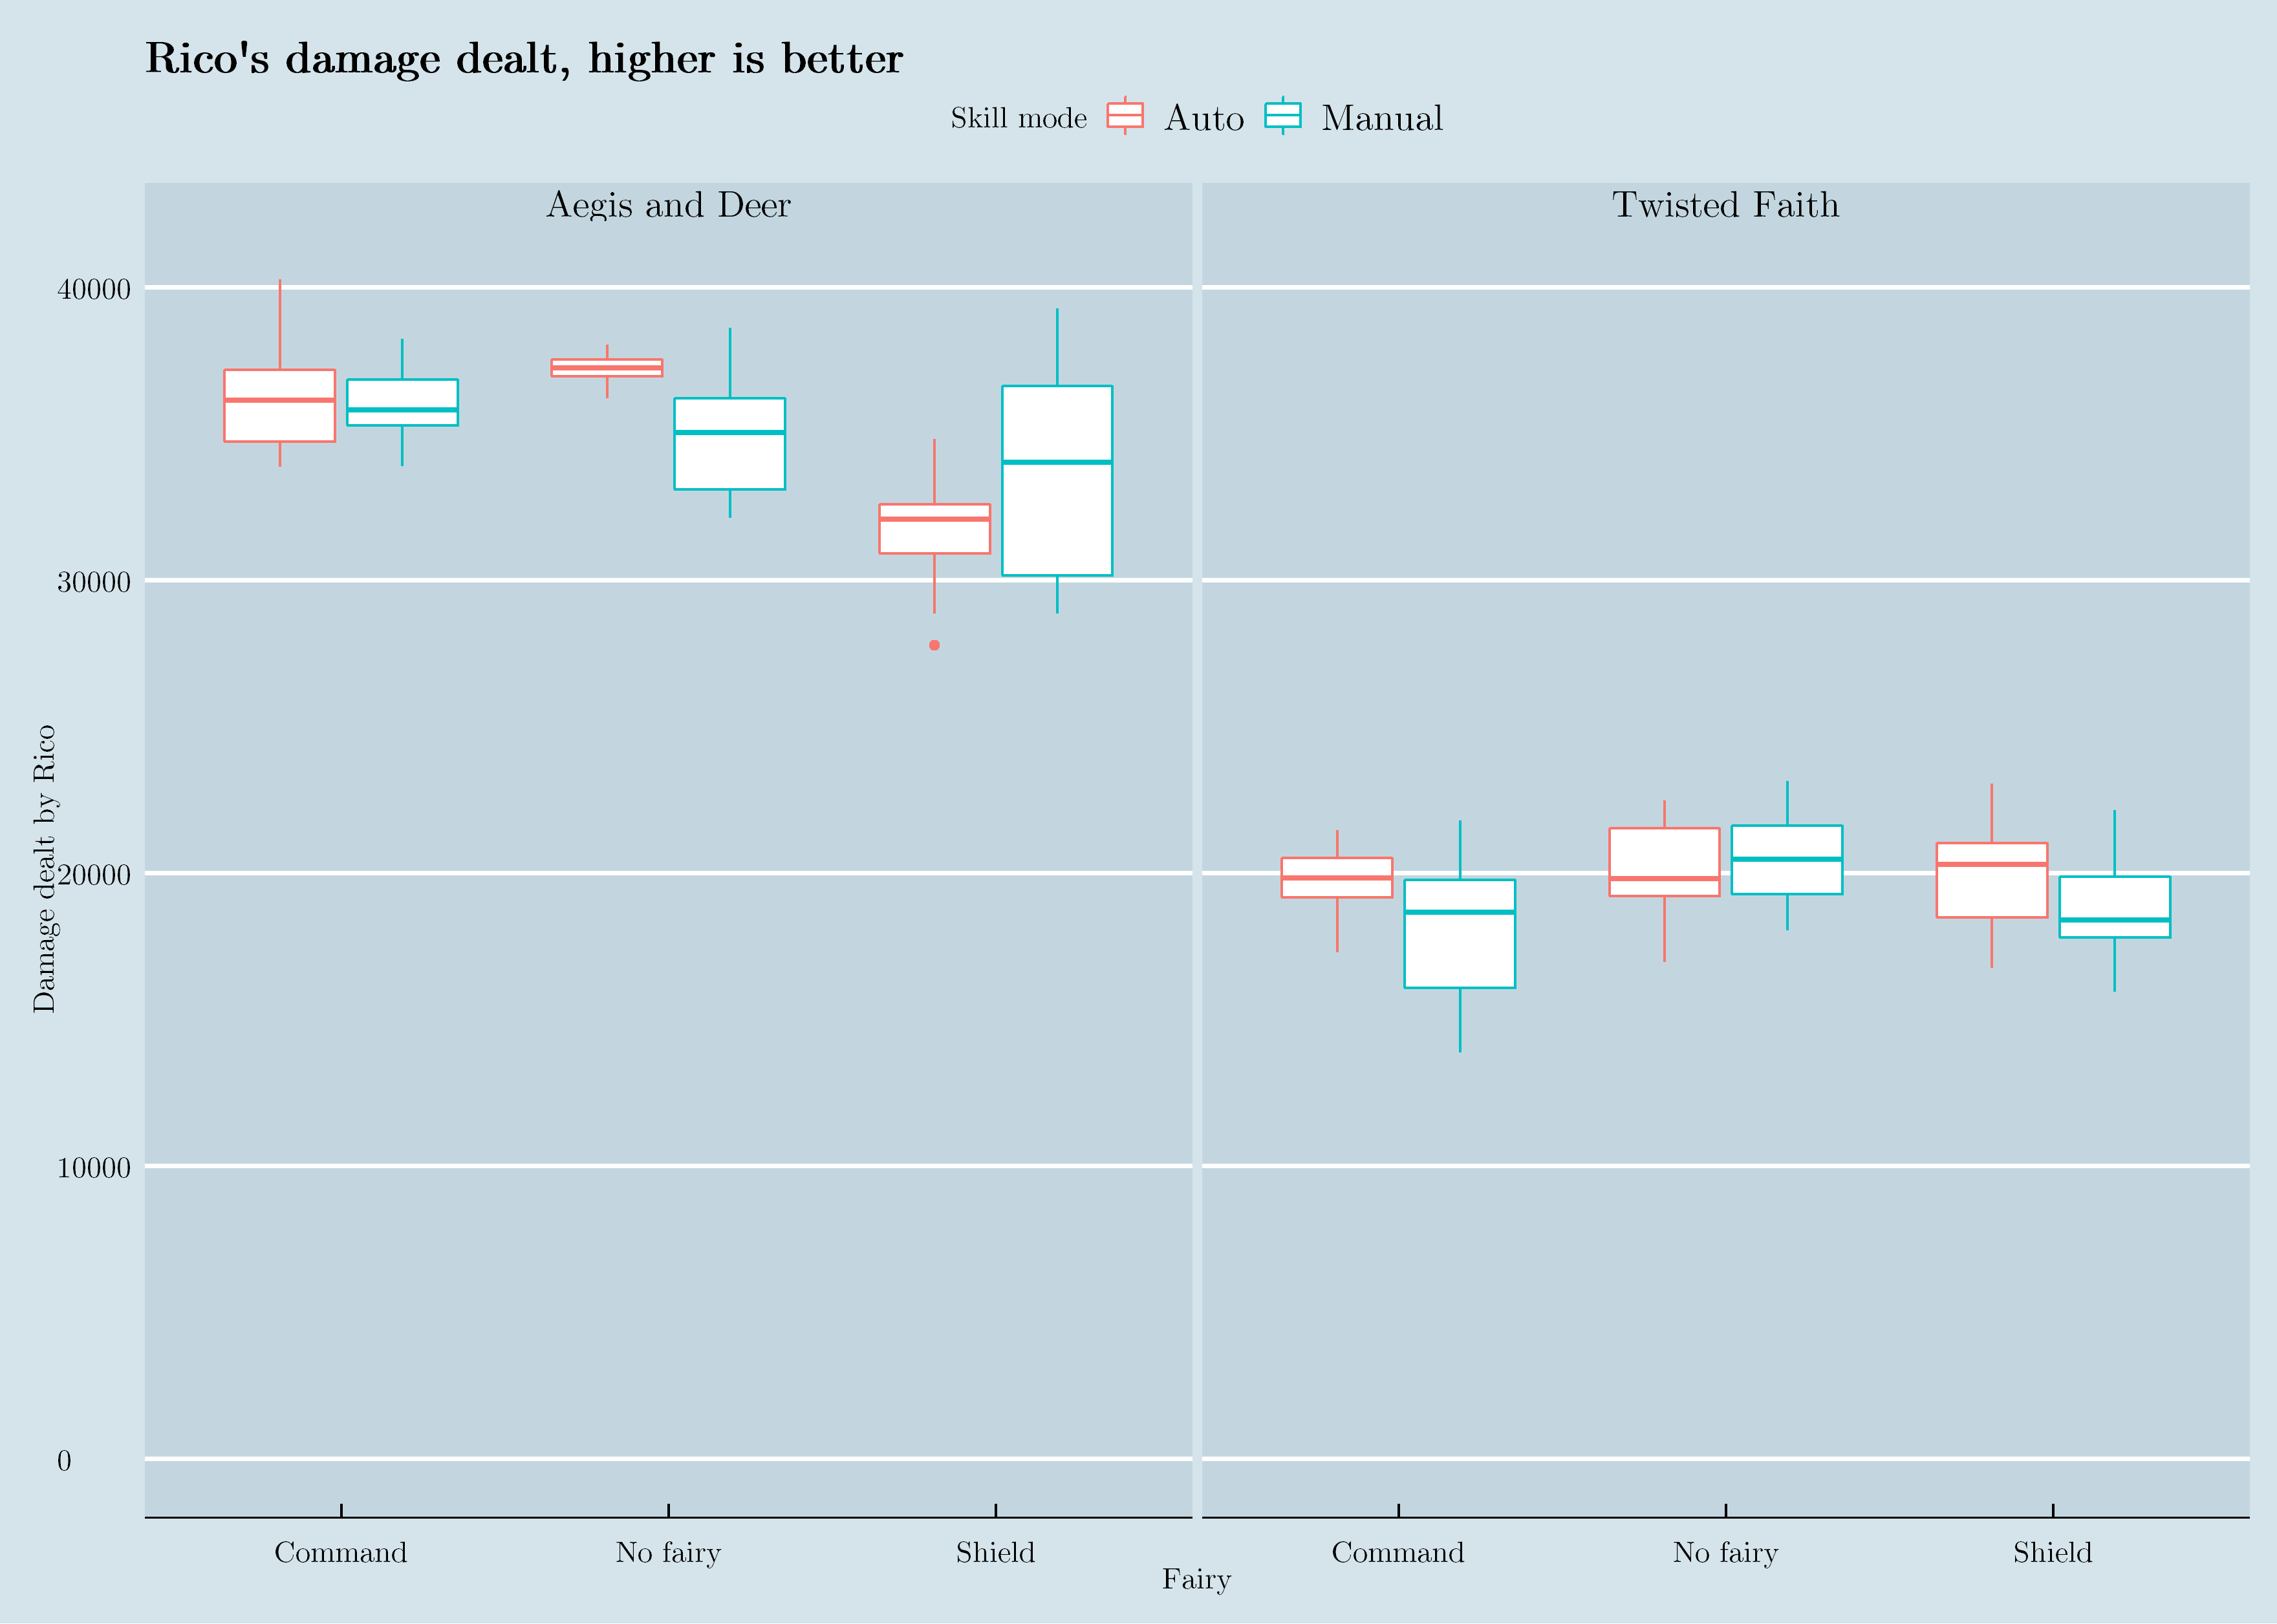 Rico's damage dealt, higher is better
Skill mode Auto Manual
Aegis and Deer Twisted Faith
40000
30000
20000
10000
0
Damage dealt by Rico
Command No fairy Shield Command No fairy Shield
Fairy